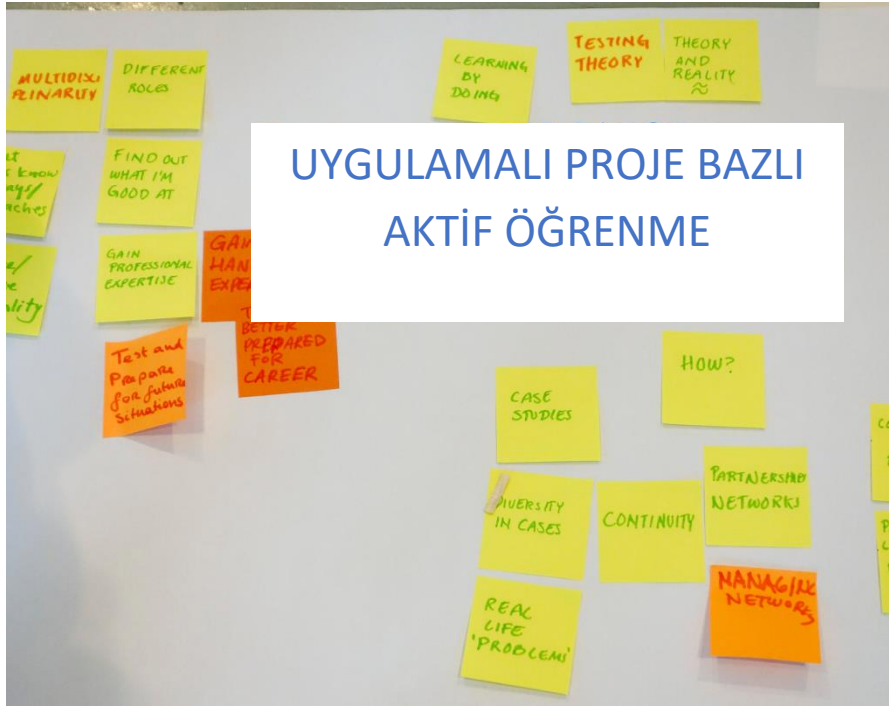 MULTIDISCI
PLINARITY
DIFFERENT
ROLES
LEARNING
BY
DOING
TESTING
THEORY
THEORY
AND
REALITY
≈
know
FIND OUT
WHAT I'M
GOOD AT
UYGULAMALI PROJE BAZLI
AKTİF ÖĞRENME
GAIN
PROFESSIONAL
EXPERTISE
BETTER
PREPARED
FOR
CAREER
Test and
Prepare
for future
situations
HOW?
CASE
STUDIES
DIVERSITY
IN CASES
CONTINUITY
PARTNERSHIPS
NETWORKS
MANAGING
NETWORKS
REAL
LIFE
'PROBLEMS'